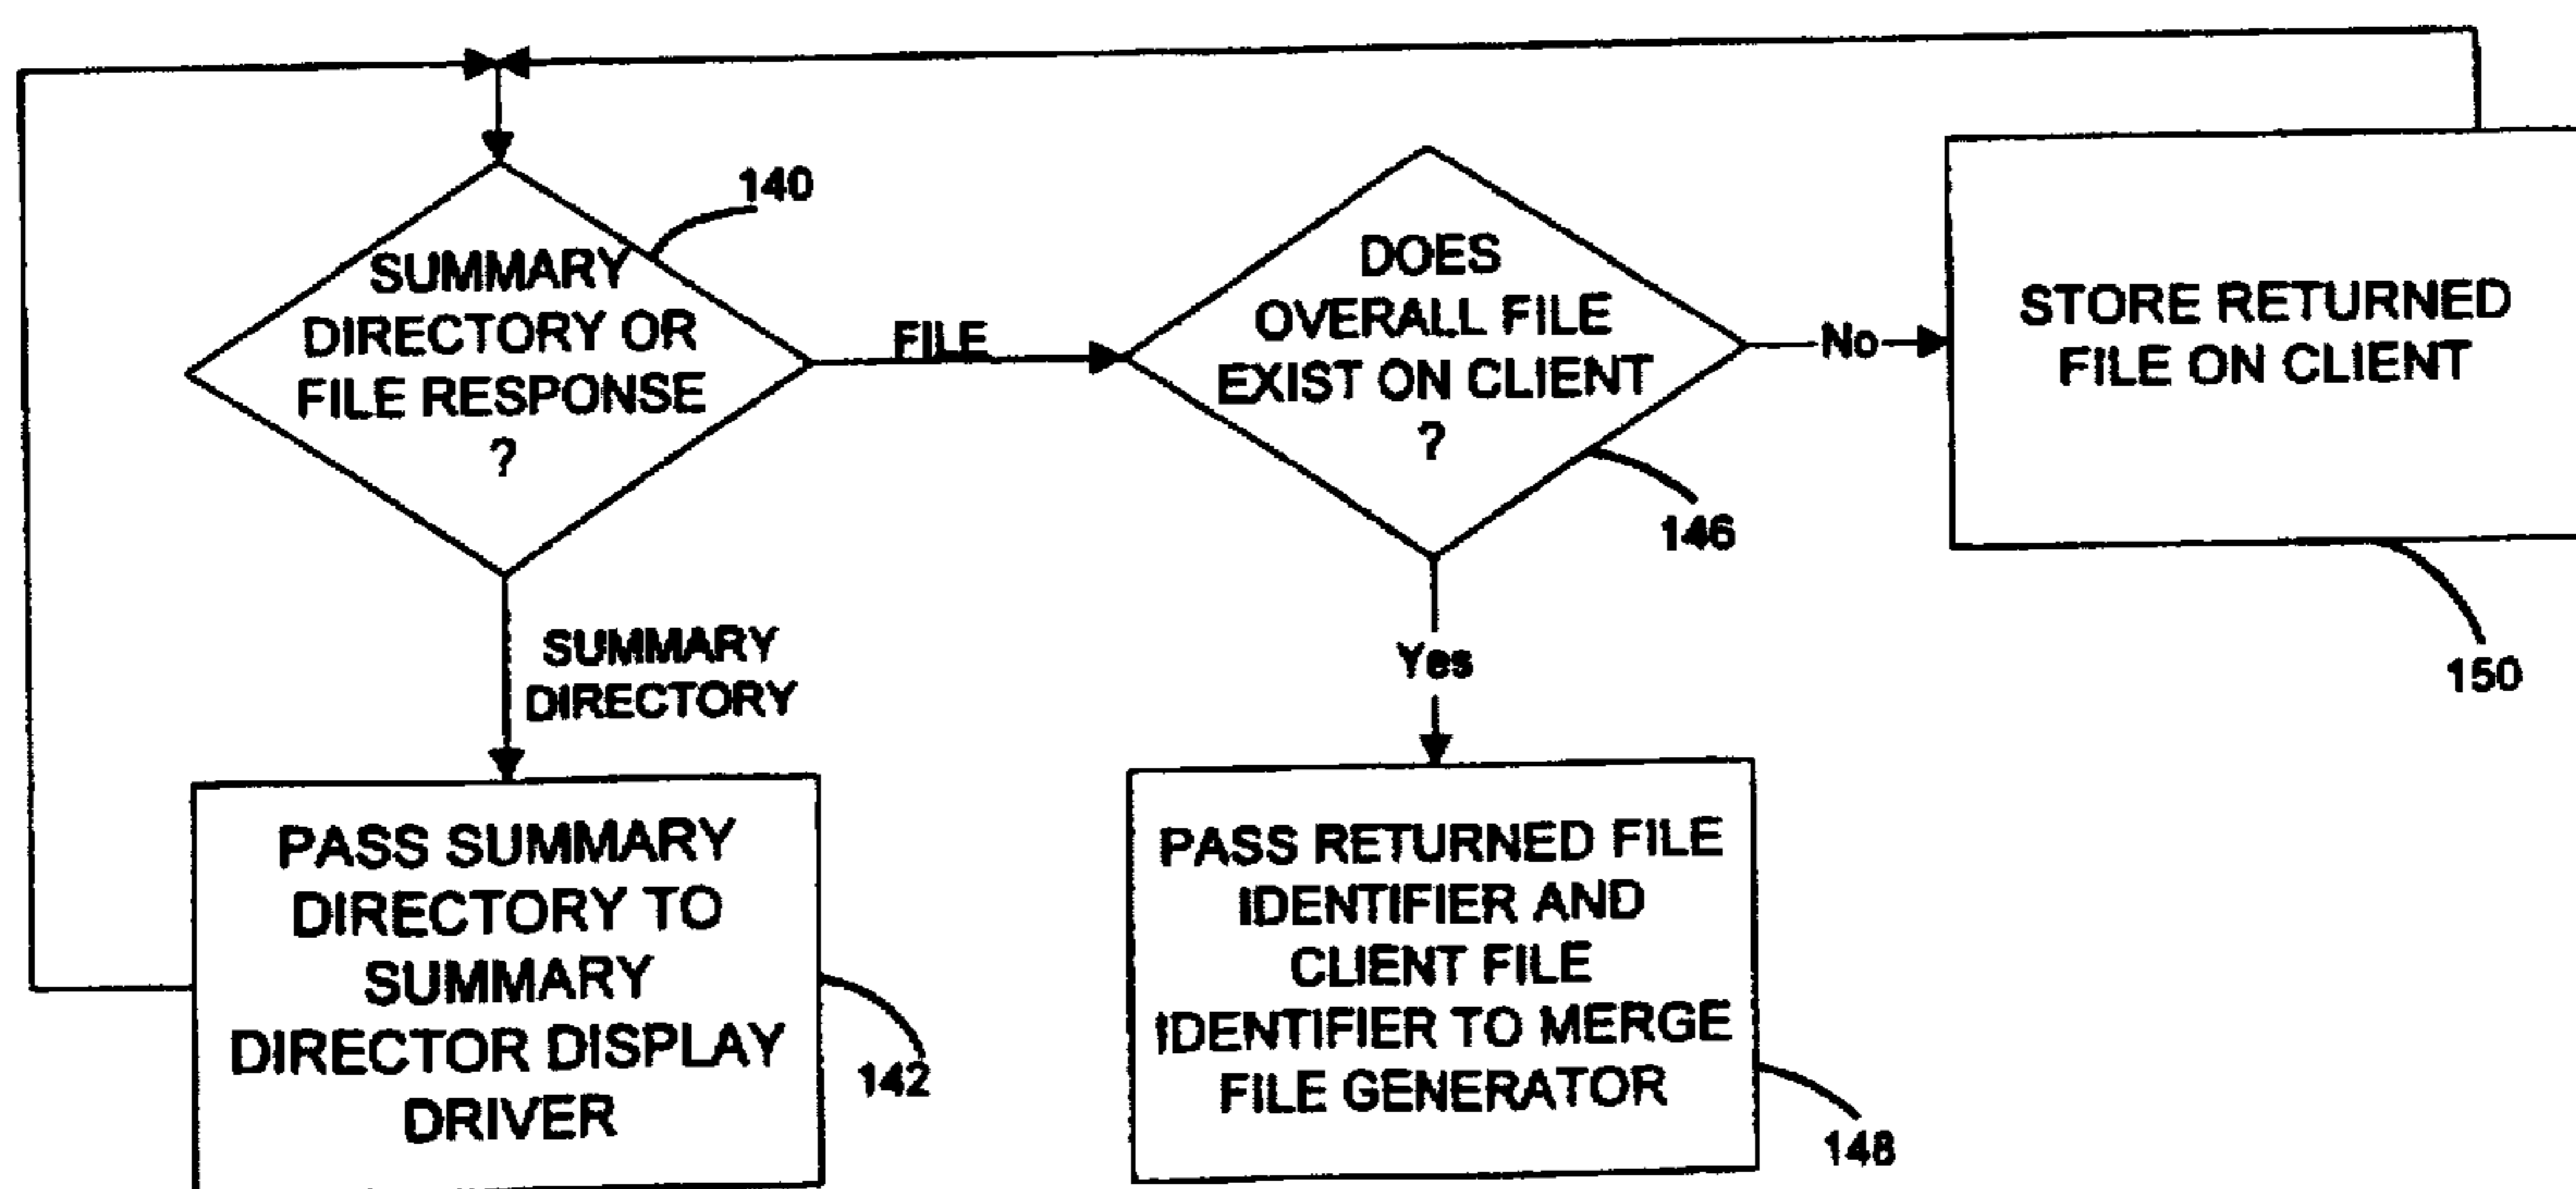 140
SUMMARY
DIRECTORY OR
FILE RESPONSE
?
FILE
DOES
OVERALL FILE
EXIST ON CLIENT
?
146
No
STORE RETURNED
FILE ON CLIENT
150
SUMMARY
DIRECTORY
Yes
PASS SUMMARY
DIRECTORY TO
SUMMARY
DIRECTOR DISPLAY
DRIVER
142
PASS RETURNED FILE
IDENTIFIER AND
CLIENT FILE
IDENTIFIER TO MERGE
FILE GENERATOR
148